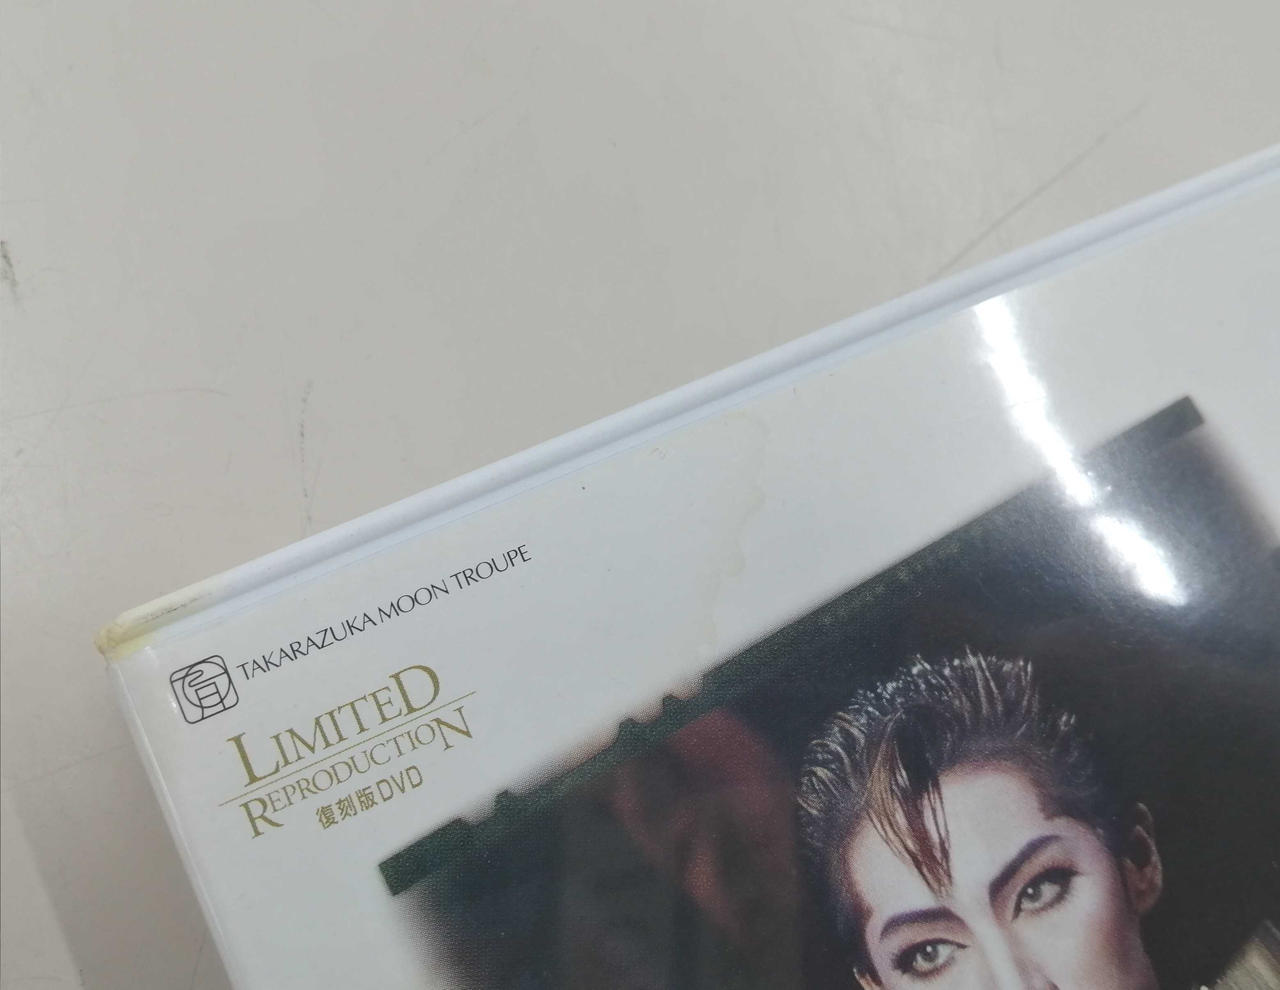 TAKARAZUKA MOON TROUPE
LIMITED
REPRODUCTION
復刻版DVD